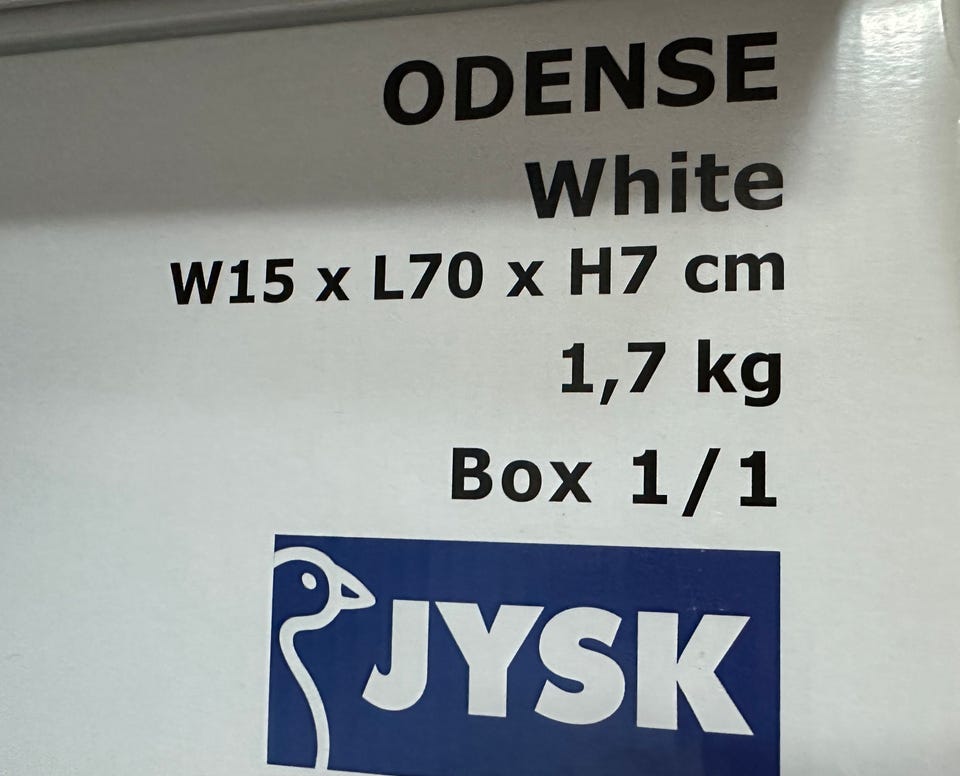 ODENSE
White
W15 x L70 x H7 cm
1,7 kg
Box 1/1
JYSK